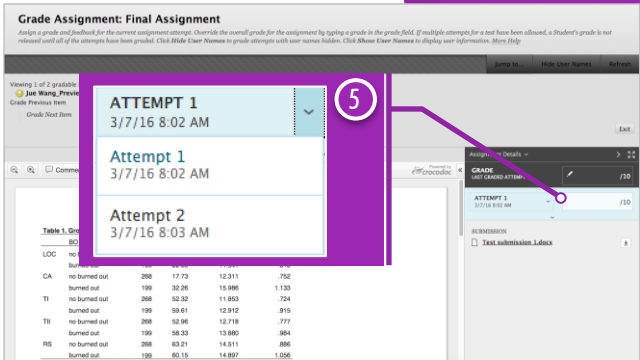 Grade Assignment: Final Assignment
Assign a grade and feedback for the current assignment attempt. Override the overall grade for the assignment by typing a grade in the grade field. If multiple attempts for a test have been allowed, a Student's grade is not
released until all of the attempts have been graded. Click Hide User Names to grade attempts with user names hidden. Click Show User Names to display user information. More Help
Jump to... Hide User Names Refresh
Viewing 1 of 2 gradable
Jue Wang_Previe
Grade Previous Item
Grade Next Item
Exit
ATTEMPT 1
3/7/16 8:02 AM
Attempt 1
3/7/16 8:02 AM
Attempt 2
3/7/16 8:03 AM
5
Comme
Powered by
crocodoc
Assignment Details
GRADE
LAST GRADED ATTEMPT
/10
ATTEMPT 1
3/7/16 8:02 AM
/10
SUBMISSION
Test submission 1.docx
Table 1. Gro
BO
LOC no
burned out 199
CA no burned out 268 17.73 12.311 .752
burned out 199 32.26 15.986 1.133
TI no burned out 268 52.32 11.853 .724
burned out 199 59.61 12.912 .915
TII no burned out 268 52.96 12.718 .777
burned out 199 58.33 13.880 .984
RS no burned out 268 63.21 14.511 .886
burned out 199 60.15 14.897 1.056